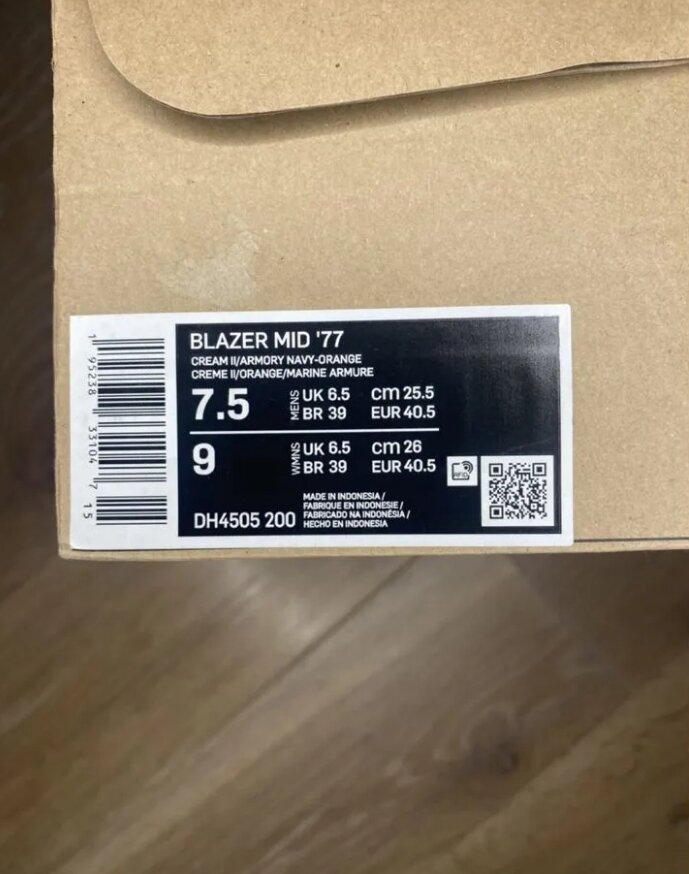 1 95238 33104 7 15
BLAZER MID '77
CREAM II/ARMORY NAVY-ORANGE
CREME II/ORANGE/MARINE ARMURE
7.5 MENS UK 6.5 cm 25.5
BR 39 EUR 40.5
9 WMNS UK 6.5 cm 26
BR 39 EUR 40.5
RFID
DH4505 200
MADE IN INDONESIA /
FABRIQUE EN INDONESIE /
FABRICADO NA INDONÉSIA /
HECHO EN INDONESIA